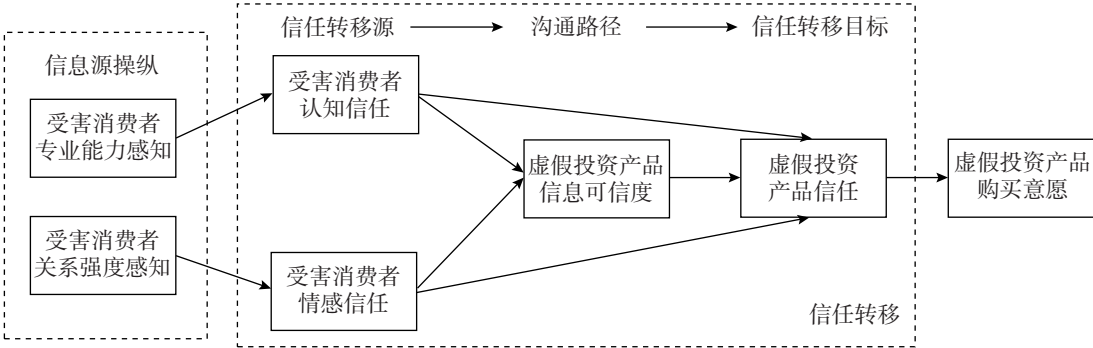 信任转移源
沟通路径
信任转移目标
信息源操纵
受害消费者
专业能力感知
受害消费者
关系强度感知
受害消费者
认知信任
受害消费者
情感信任
虚假投资产品
信息可信度
虚假投资
产品信任
虚假投资产品
购买意愿
信任转移